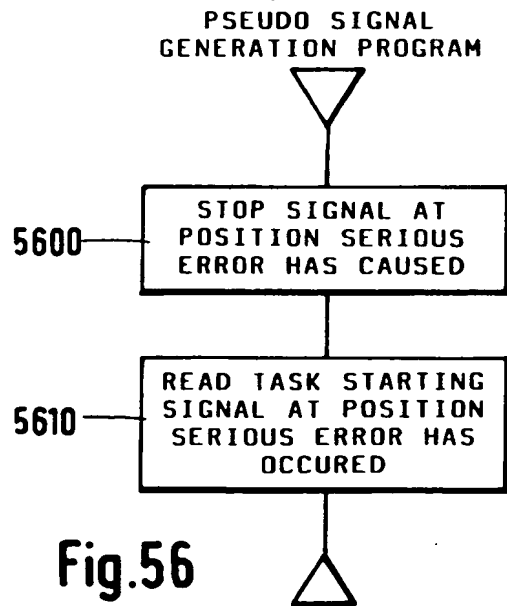 PSEUDO SIGNAL
GENERATION PROGRAM
5600
STOP SIGNAL AT
POSITION SERIOUS
ERROR HAS CAUSED
5610
READ TASK STARTING
SIGNAL AT POSITION
SERIOUS ERROR HAS
OCCURED
Fig.56